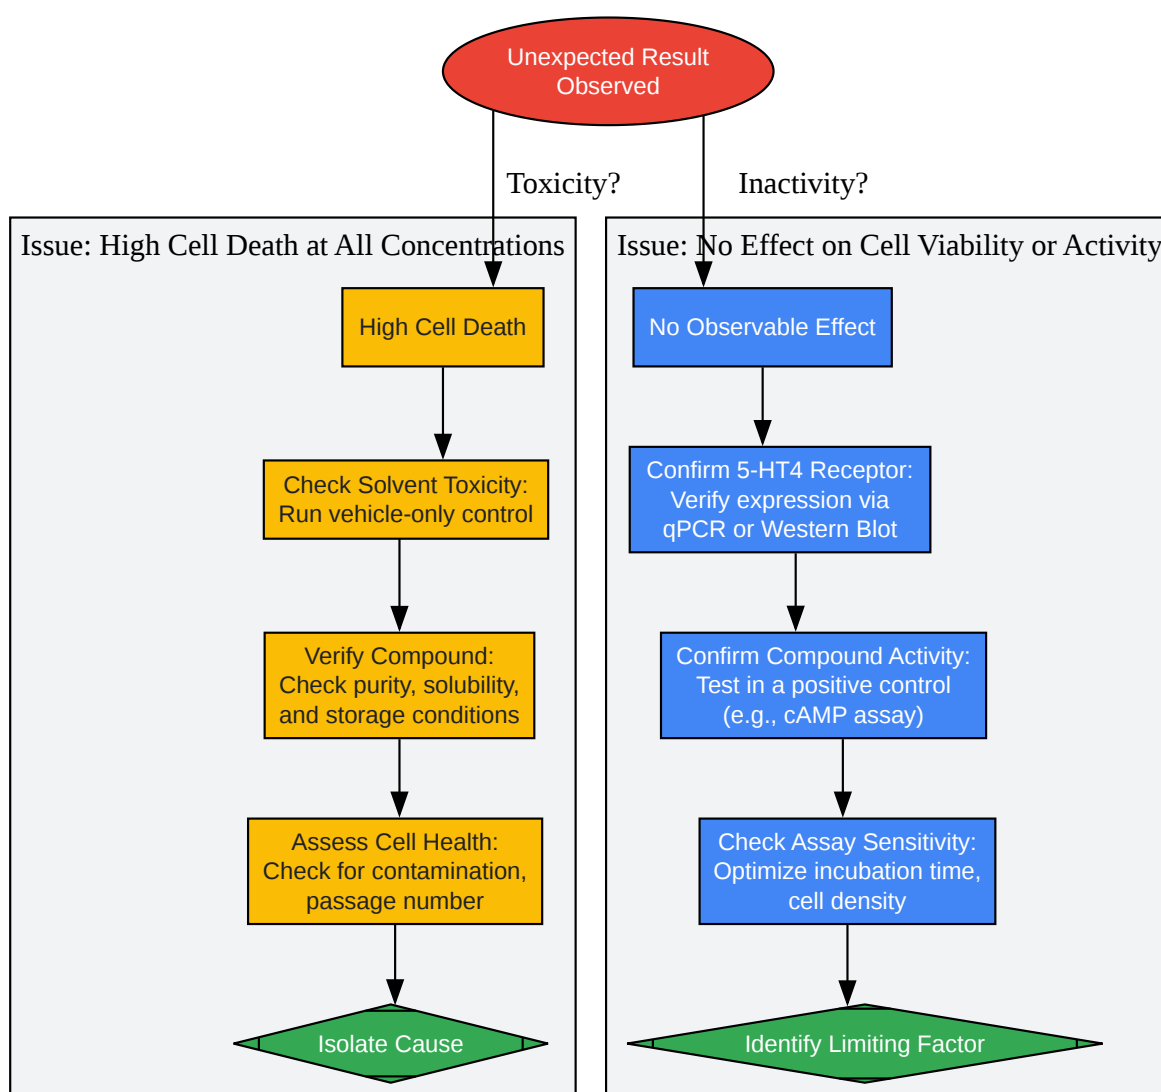 Unexpected Result
Observed
Toxicity?
Inactivity?
Issue: High Cell Death at All Concentrations
High Cell Death
Check Solvent Toxicity:
Run vehicle-only control
Verify Compound:
Check purity, solubility,
and storage conditions
Assess Cell Health:
Check for contamination,
passage number
Isolate Cause
Issue: No Effect on Cell Viability or Activity
No Observable Effect
Confirm 5-HT4 Receptor:
Verify expression via
qPCR or Western Blot
Confirm Compound Activity:
Test in a positive control
(e.g., cAMP assay)
Check Assay Sensitivity:
Optimize incubation time,
cell density
Identify Limiting Factor